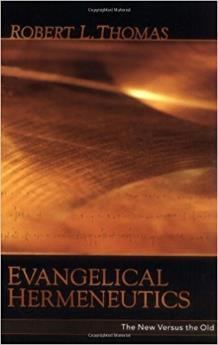 ROBERT L. THOMAS
EVANGELICAL
HERMENEUTICS
The New Versus the Old